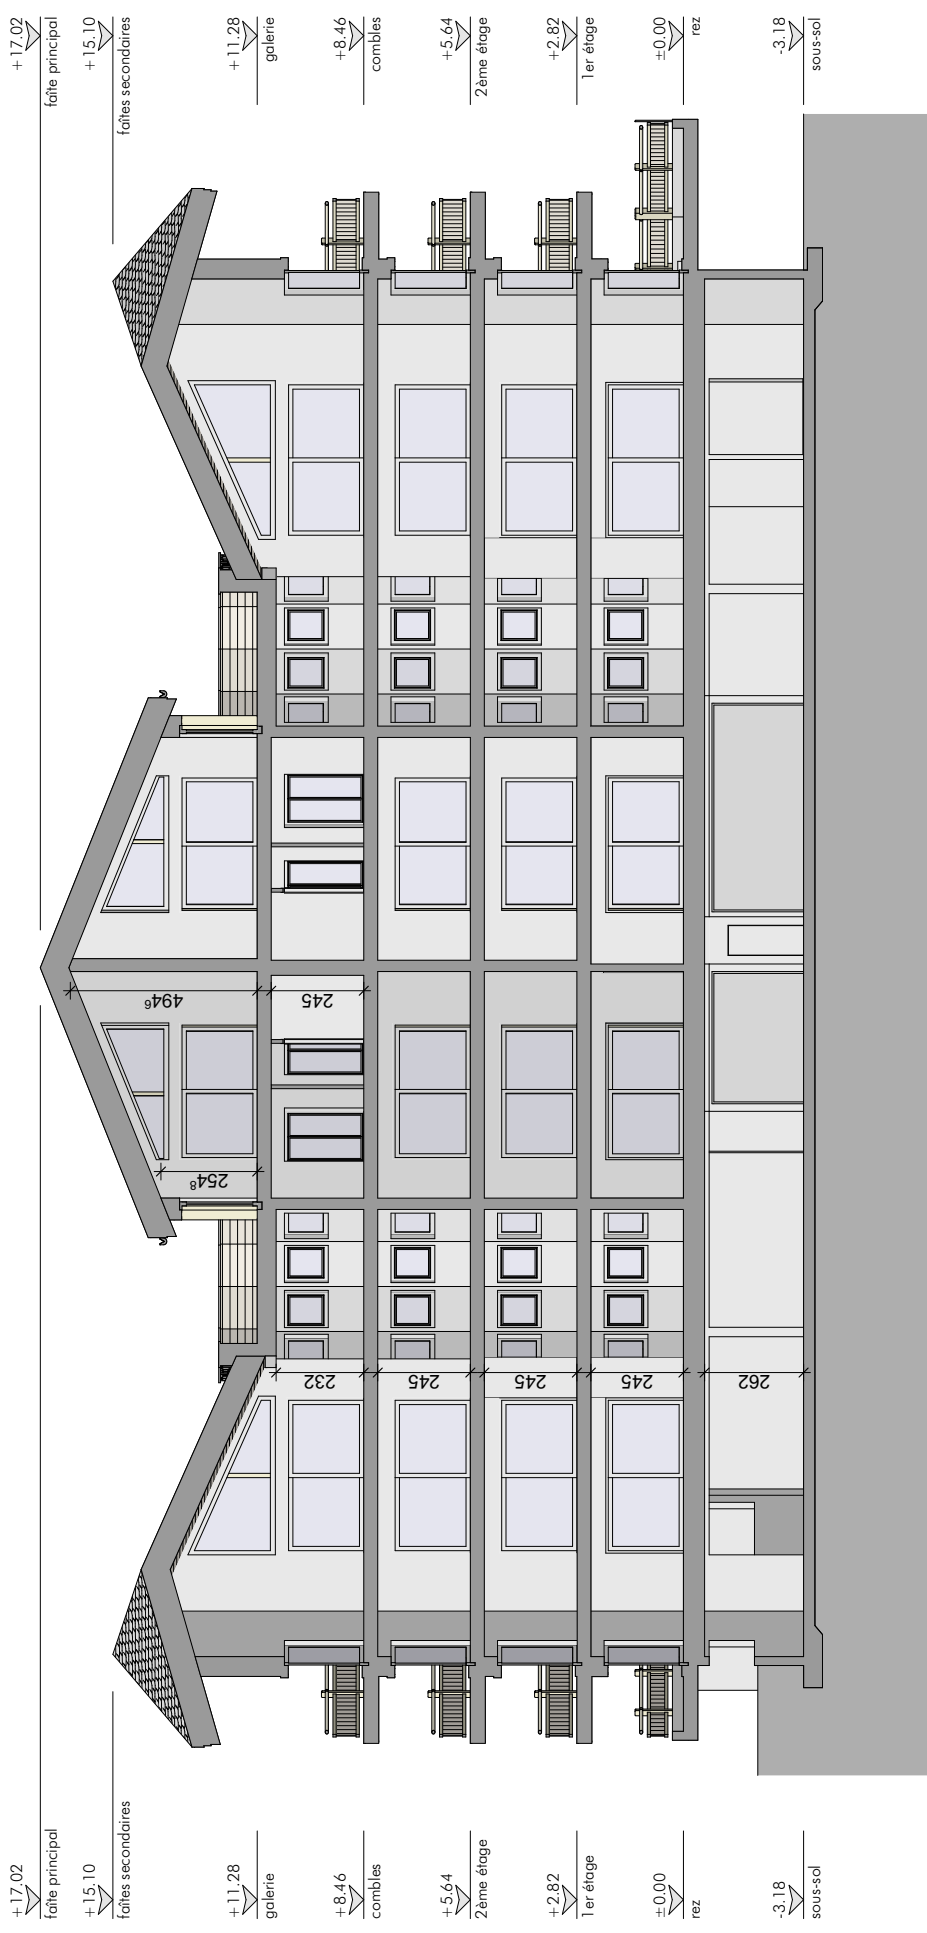 +17.02
faîte principal
+15.10
faîtes secondaires
+11.28
galerie
+8.46
combles
+5.64
2ème étage
+2.82
1er étage
±0.00
rez
-3.18
sous-sol
494⁶
245
254⁸
232
245
245
245
262
+17.02
faîte principal
+15.10
faîtes secondaires
+11.28
galerie
+8.46
combles
+5.64
2ème étage
+2.82
1er étage
±0.00
rez
-3.18
sous-sol